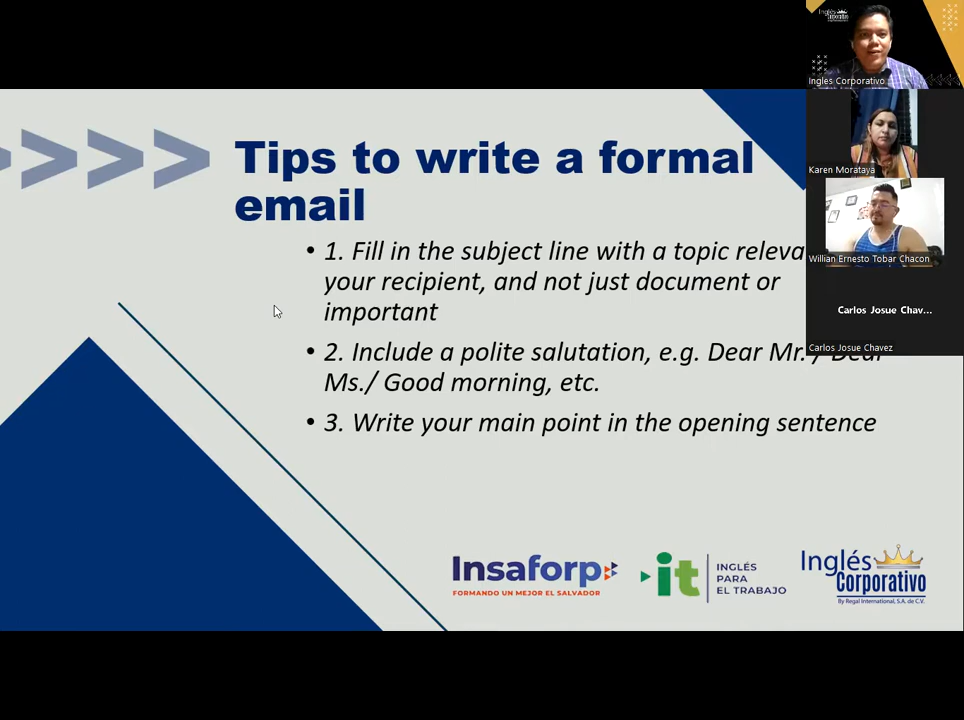 Inglés
Corporativo
Ingles Corporativo
Karen Morataya
Willian Ernesto Tobar Chacon
Carlos Josue Chav...
Carlos Josue Chavez
Tips to write a formal
email
• 1. Fill in the subject line with a topic releva
your recipient, and not just document or
important
• 2. Include a polite salutation, e.g. Dear Mr. / Dear
Ms./ Good morning, etc.
• 3. Write your main point in the opening sentence
Insaforp
FORMANDO UN MEJOR EL SALVADOR
it
INGLÉS
PARA
EL TRABAJO
Inglés
Corporativo
By Regal International, S.A. de C.V.